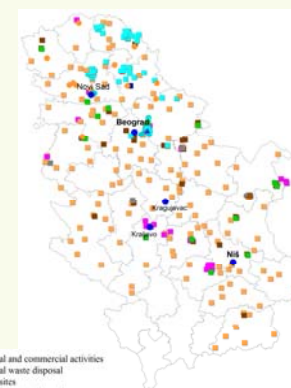 Novi Sad
Beograd
Kragujevac
Kraljevo
Niš
al and commercial activities
al waste disposal
sites